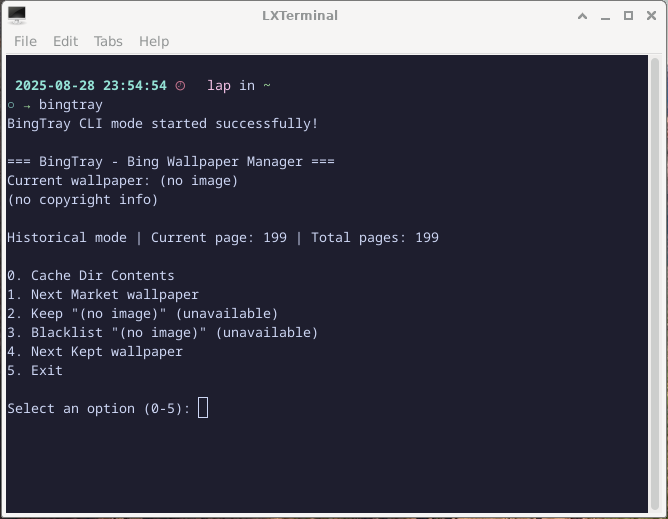 LXTerminal
File Edit Tabs Help
2025-08-28 23:54:54 lap in ~
○ → bingtray
BingTray CLI mode started successfully!
=== BingTray - Bing Wallpaper Manager ===
Current wallpaper: (no image)
(no copyright info)
Historical mode | Current page: 199 | Total pages: 199
0. Cache Dir Contents
1. Next Market wallpaper
2. Keep "(no image)" (unavailable)
3. Blacklist "(no image)" (unavailable)
4. Next Kept wallpaper
5. Exit
Select an option (0-5):